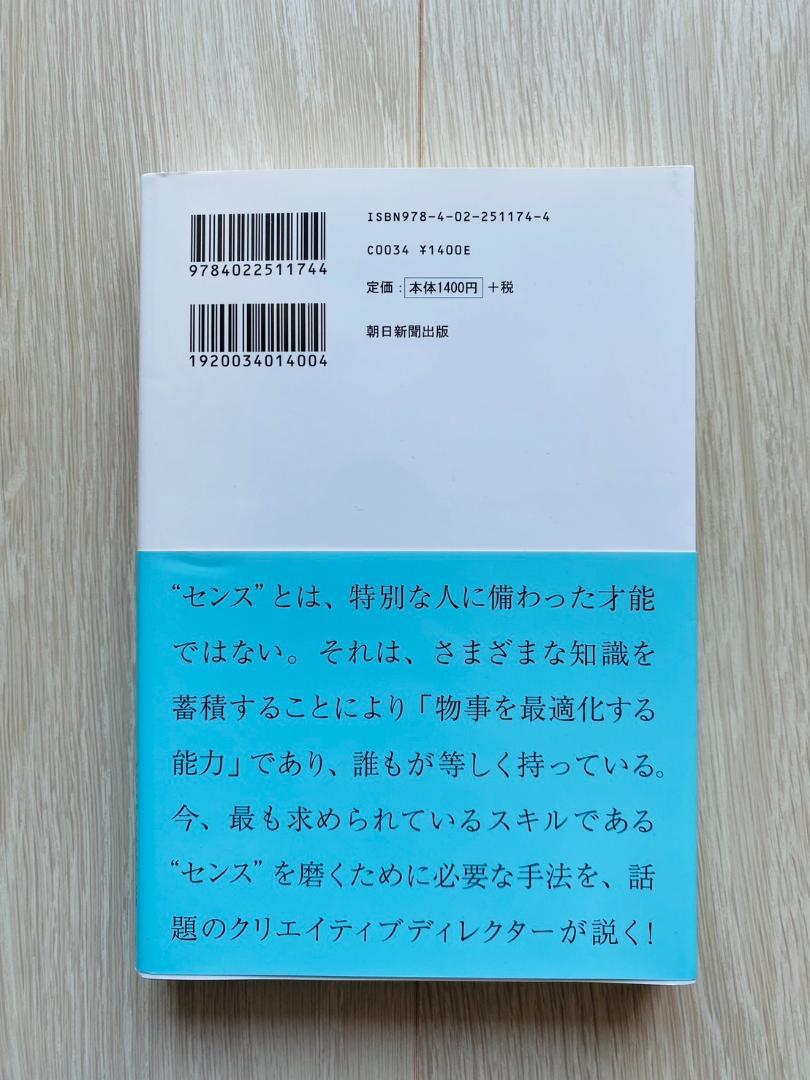 9784022511744
1920034014004
ISBN978-4-02-251174-4
C0034 ¥1400E
定価：本体1400円＋税
朝日新聞出版
“センス”とは、特別な人に備わった才能
ではない。それは、さまざまな知識を
蓄積することにより「物事を最適化する
能力」であり、誰もが等しく持っている。
今、最も求められているスキルである
“センス”を磨くために必要な手法を、話
題のクリエイティブディレクターが説く！